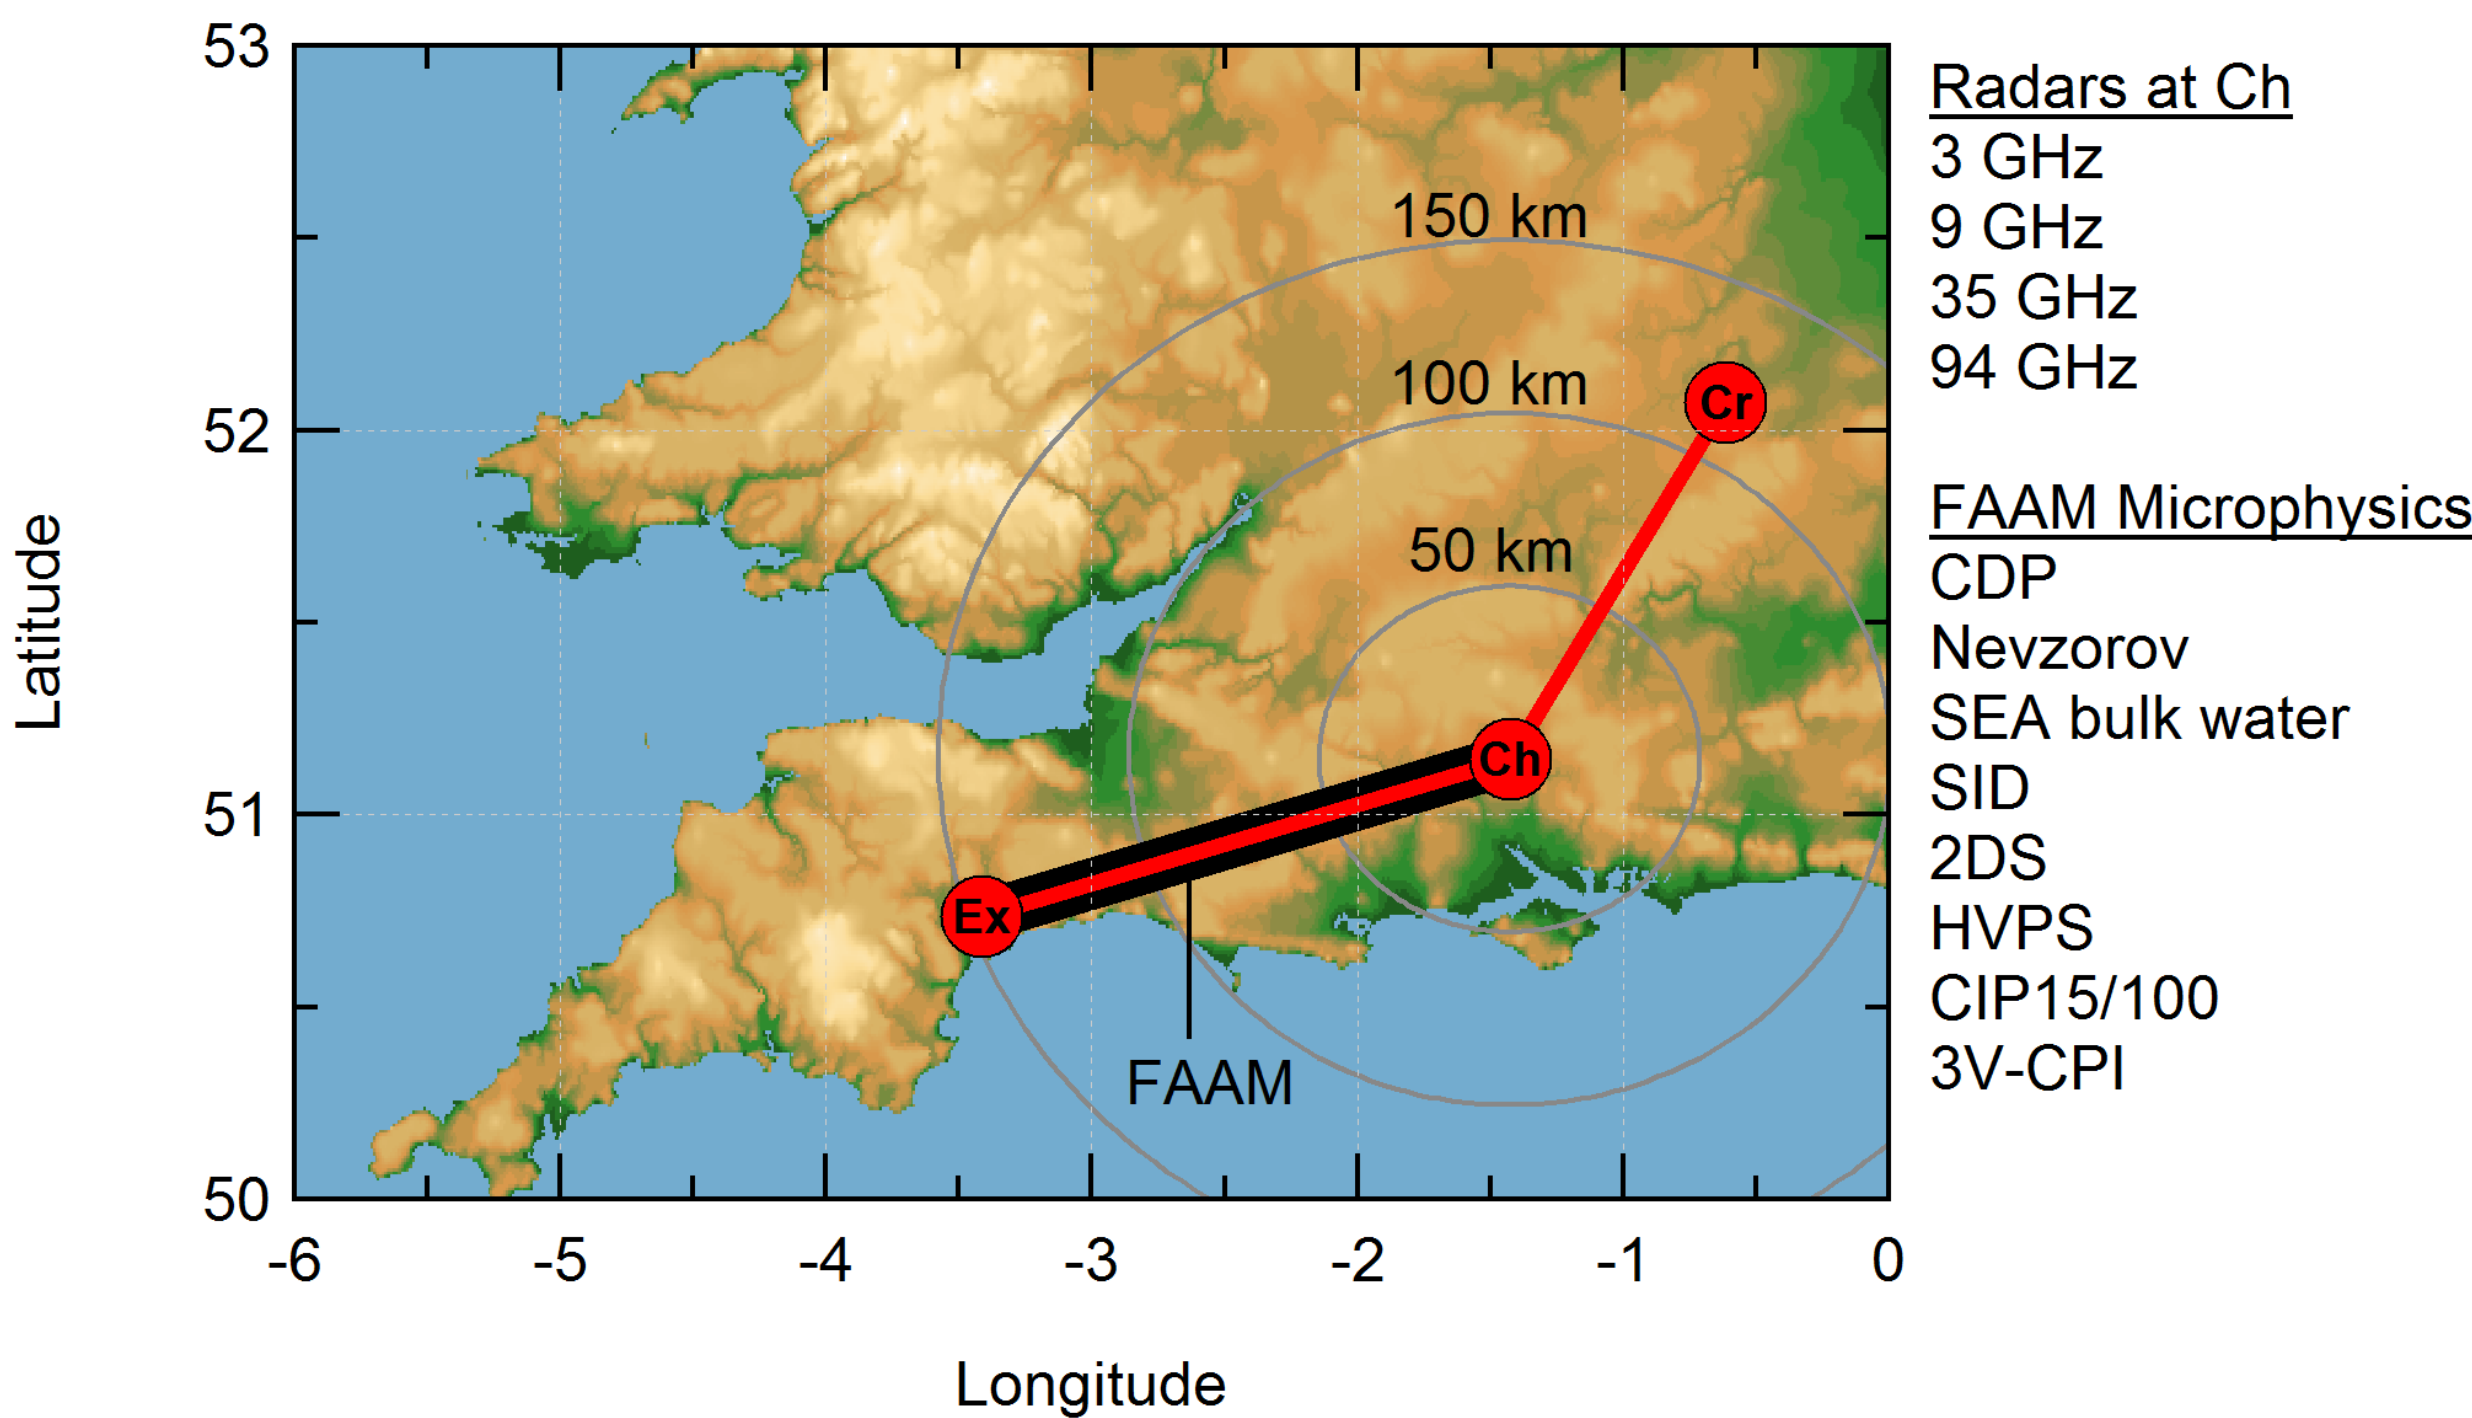 53
52
51
50
Latitude
-6 -5 -4 -3 -2 -1 0
Longitude
150 km
100 km
50 km
Cr
Ch
Ex
FAAM
Radars at Ch
3 GHz
9 GHz
35 GHz
94 GHz
FAAM Microphysics
CDP
Nevzorov
SEA bulk water
SID
2DS
HVPS
CIP15/100
3V-CPI